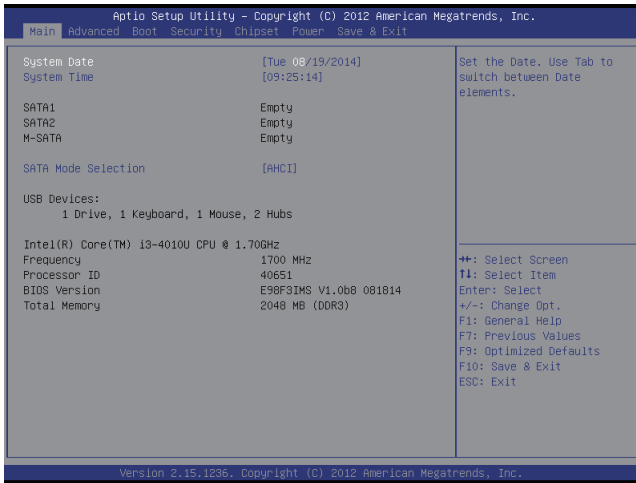 Aptio Setup Utility – Copyright (C) 2012 American Megatrends, Inc.
Main Advanced Boot Security Chipset Power Save & Exit
System Date [Tue 08/19/2014]
System Time [09:25:14]
SATA1 Empty
SATA2 Empty
M-SATA Empty
SATA Mode Selection [AHCI]
USB Devices:
1 Drive, 1 Keyboard, 1 Mouse, 2 Hubs
Intel(R) Core(TM) i3-4010U CPU @ 1.70GHz
Frequency 1700 MHz
Processor ID 40651
BIOS Version E98F3IMS V1.0b8 081814
Total Memory 2048 MB (DDR3)
Set the Date. Use Tab to
switch between Date
elements.
→←: Select Screen
↑↓: Select Item
Enter: Select
+/-: Change Opt.
F1: General Help
F7: Previous Values
F9: Optimized Defaults
F10: Save & Exit
ESC: Exit
Version 2.15.1236. Copyright (C) 2012 American Megatrends, Inc.